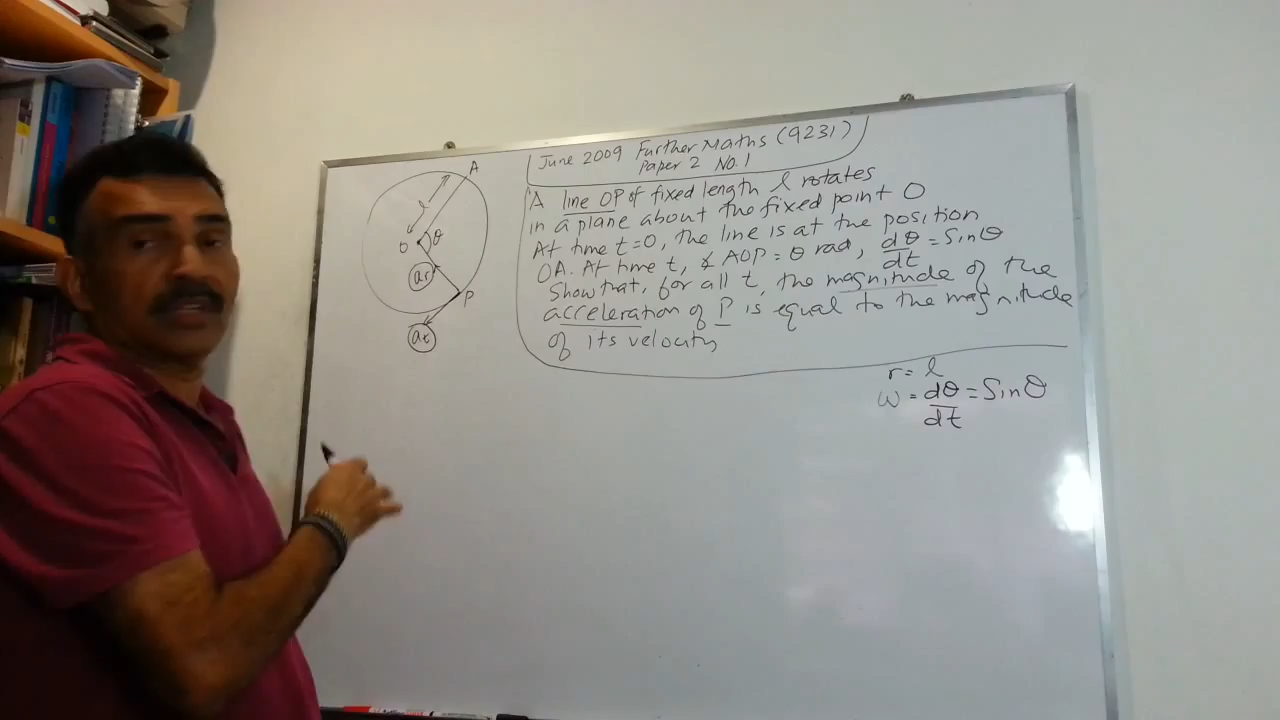 June 2009 Further Maths (9231)
Paper 2 No.1
A line OP of fixed length l rotates
in a plane about the fixed point O
At time t=0, the line is at the position
OA. At time t, ∡ AOP = θ rad, dθ/dt = Sinθ
Show that, for all t, the magnitude of the
acceleration of P is equal to the magnitude
of its velocity
A
l
O
θ
ar
P
at
r = l
ω = dθ/dt = Sinθ